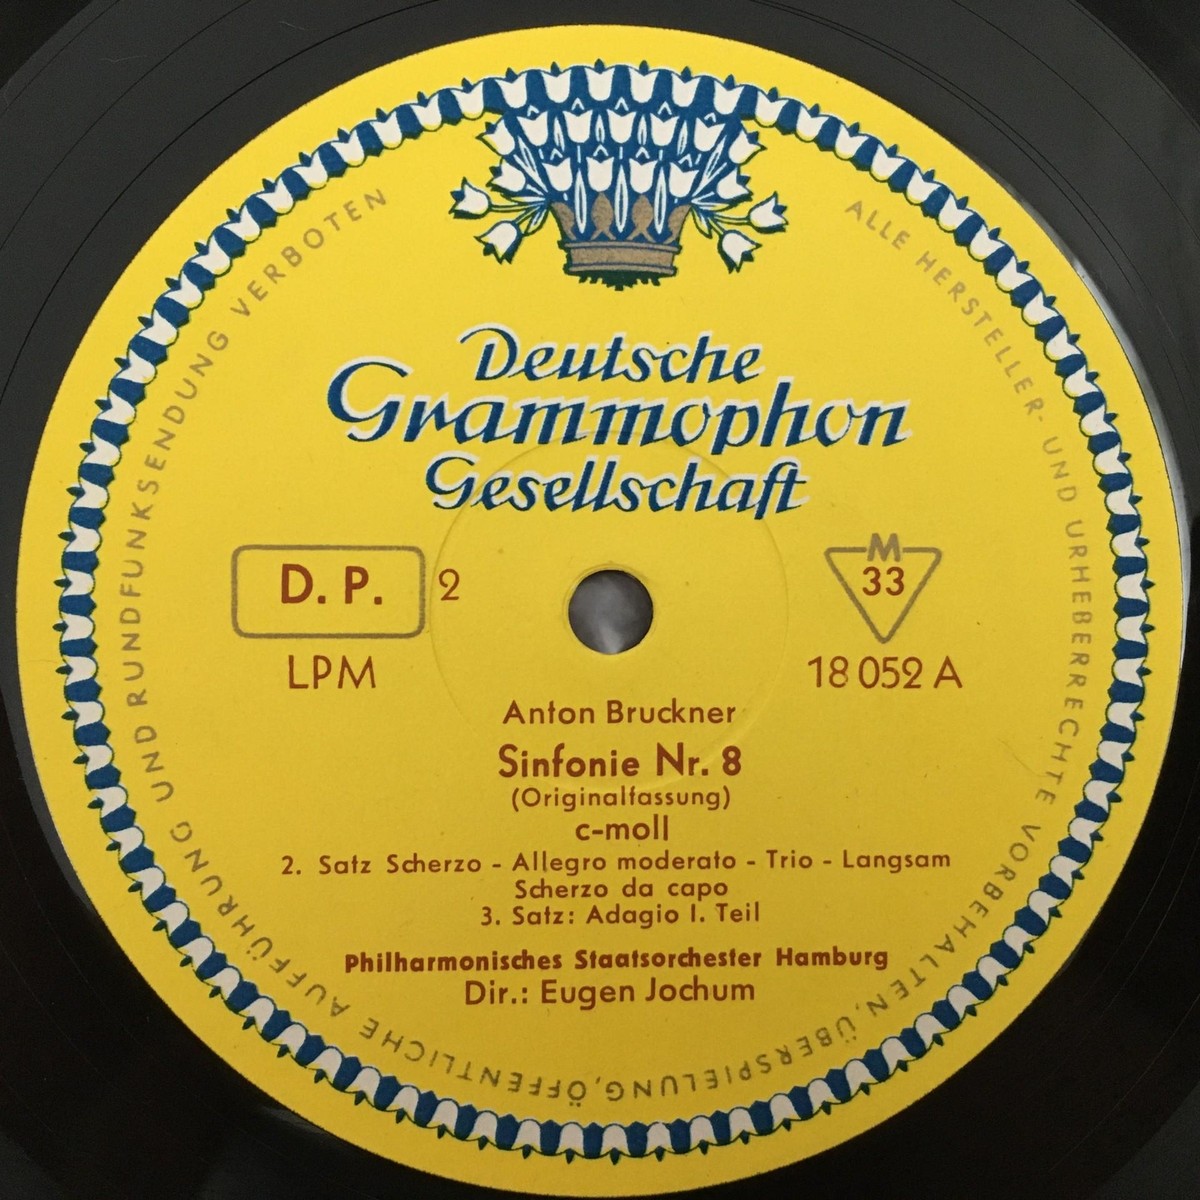 Deutsche
Grammophon
Gesellschaft
D. P. 2
LPM
M
33
18 052 A
Anton Bruckner
Sinfonie Nr. 8
(Originalfassung)
c-moll
2. Satz Scherzo - Allegro moderato - Trio - Langsam
Scherzo da capo
3. Satz: Adagio I. Teil
Philharmonisches Staatsorchester Hamburg
Dir.: Eugen Jochum
ALLE HERSTELLER- UND URHEBERRECHTE VORBEHALTEN, ÜBERSPIELUNG, ÖFFENTLICHE AUFFÜHRUNG UND RUNDFUNKSENDUNG VERBOTEN